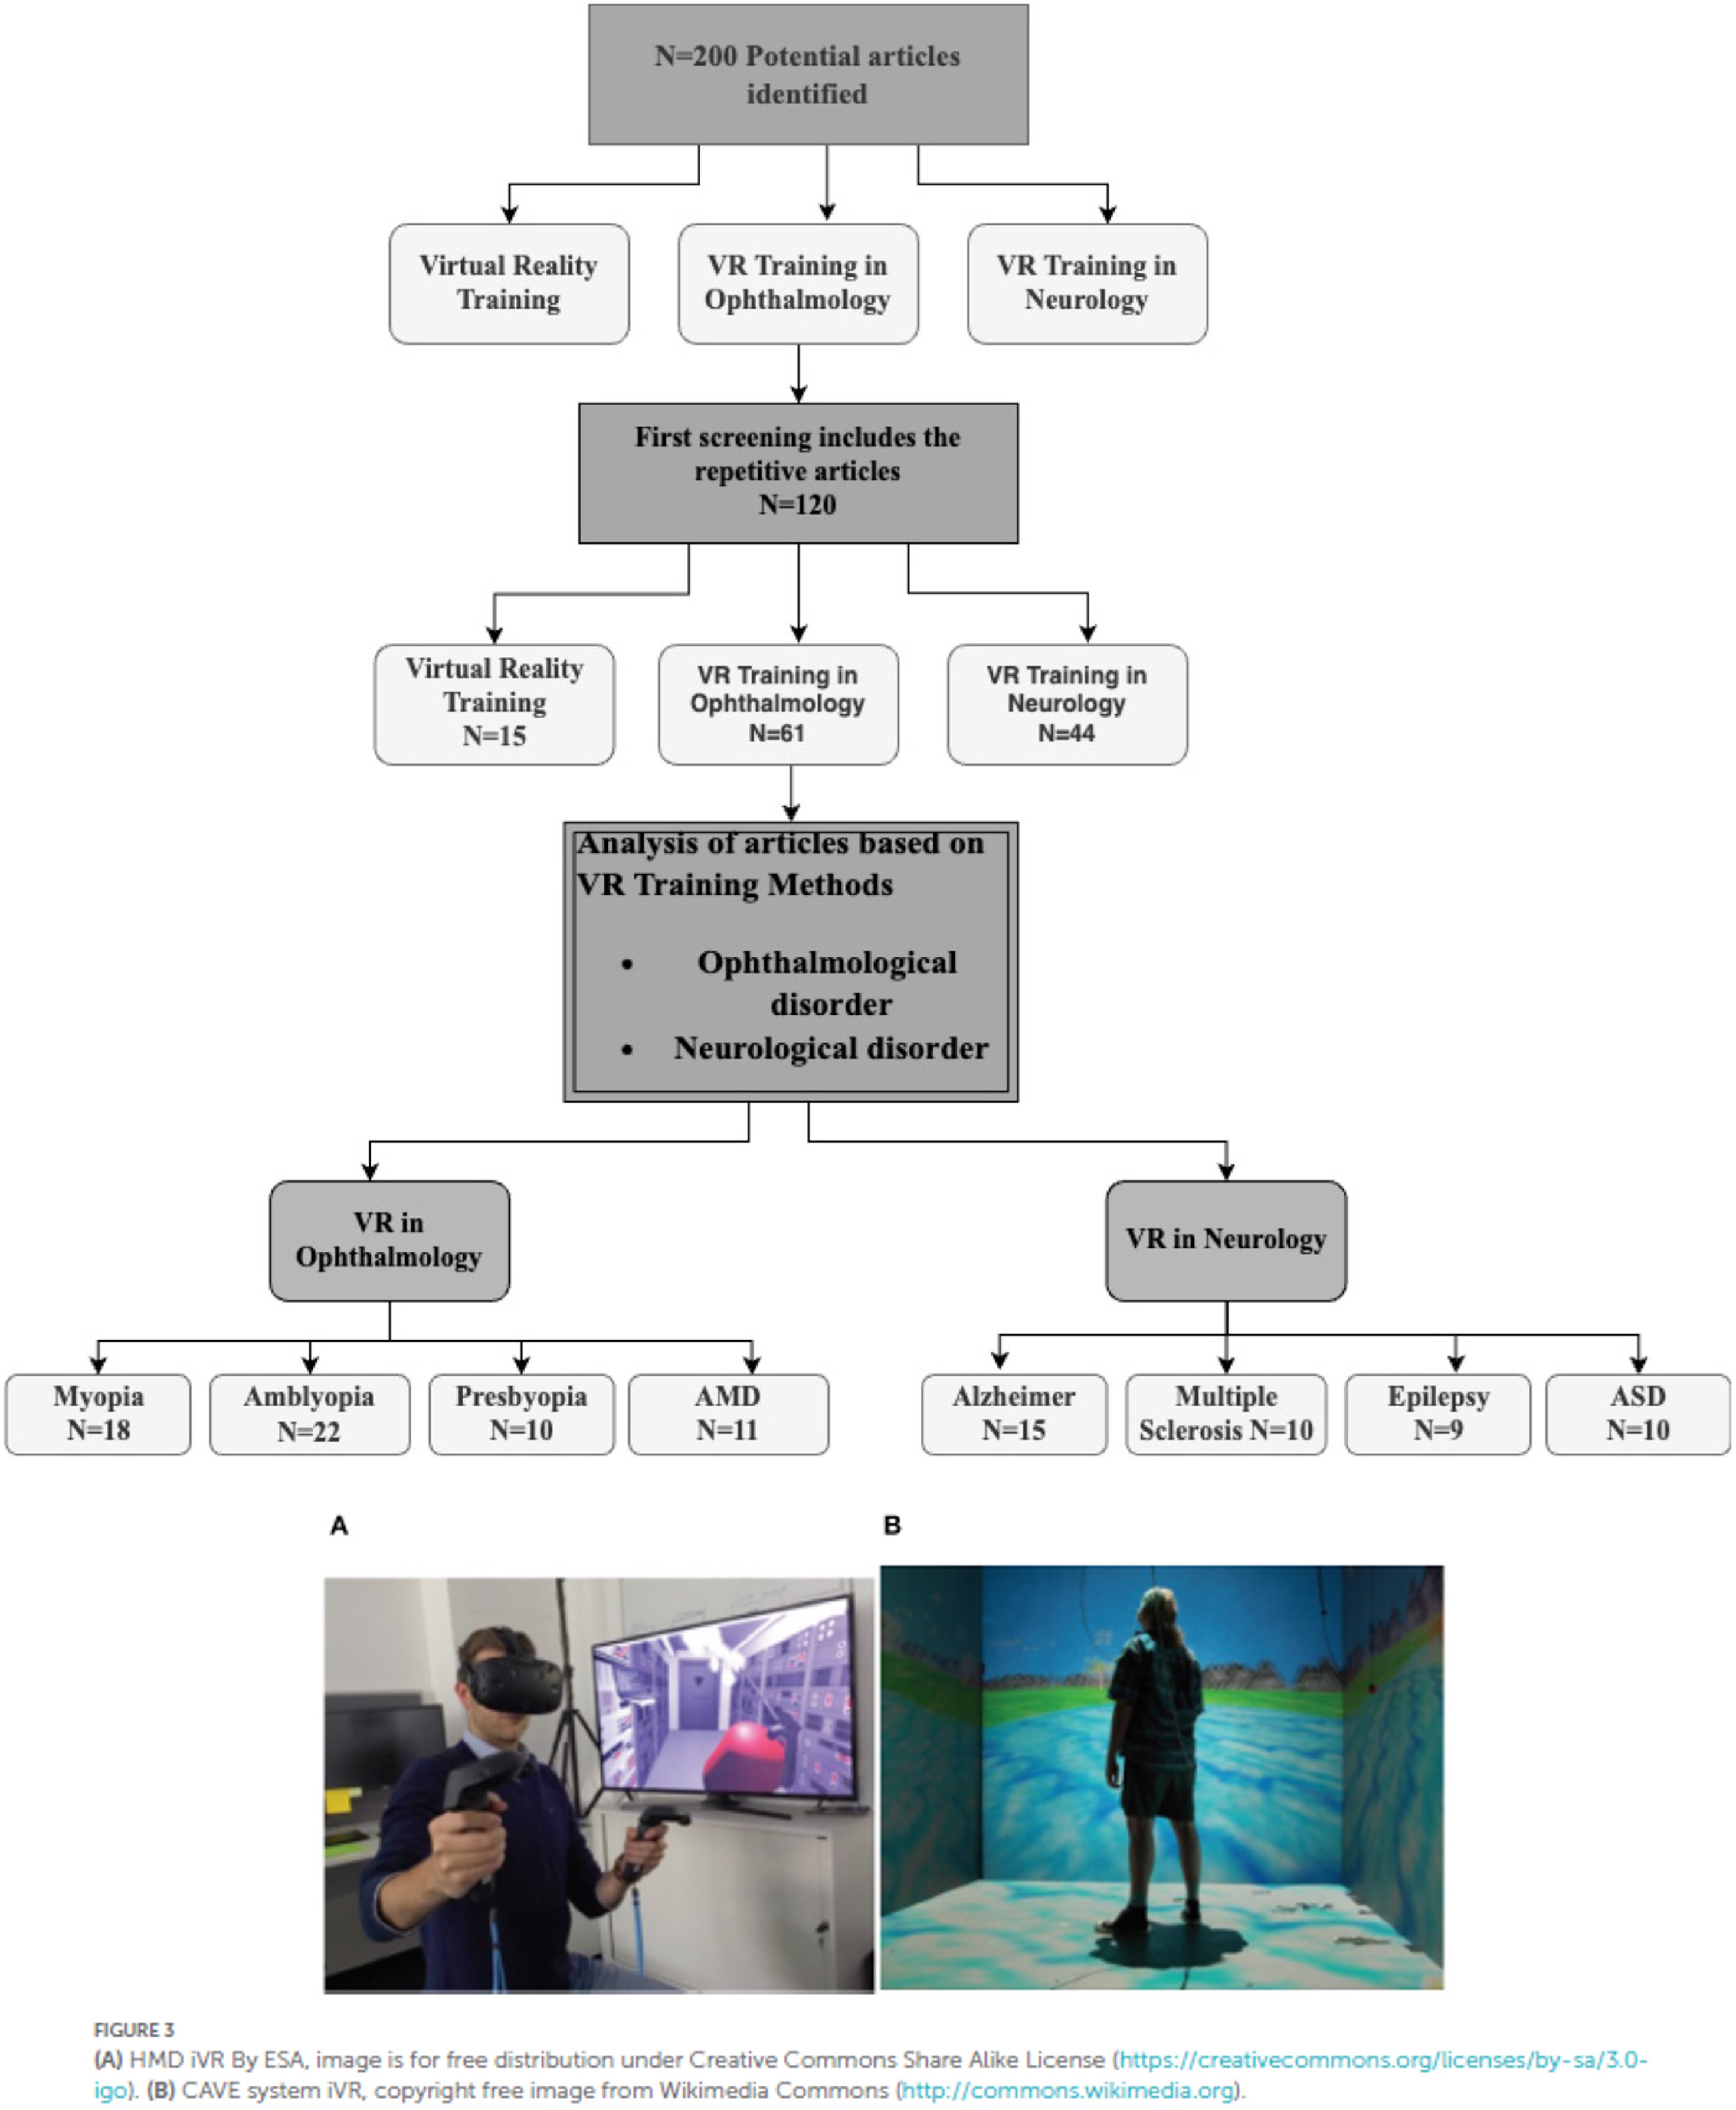 N=200 Potential articles
identified
Virtual Reality
Training
VR Training in
Ophthalmology
VR Training in
Neurology
First screening includes the
repetitive articles
N=120
Virtual Reality
Training
N=15
VR Training in
Ophthalmology
N=61
VR Training in
Neurology
N=44
Analysis of articles based on
VR Training Methods
• Ophthalmological
disorder
• Neurological disorder
VR in
Ophthalmology
VR in Neurology
Myopia
N=18
Amblyopia
N=22
Presbyopia
N=10
AMD
N=11
Alzheimer
N=15
Multiple
Sclerosis N=10
Epilepsy
N=9
ASD
N=10
A
B
FIGURE 3
(A) HMD iVR By ESA, image is for free distribution under Creative Commons Share Alike License (https://creativecommons.org/licenses/by-sa/3.0-
igo). (B) CAVE system iVR, copyright free image from Wikimedia Commons (http://commons.wikimedia.org).